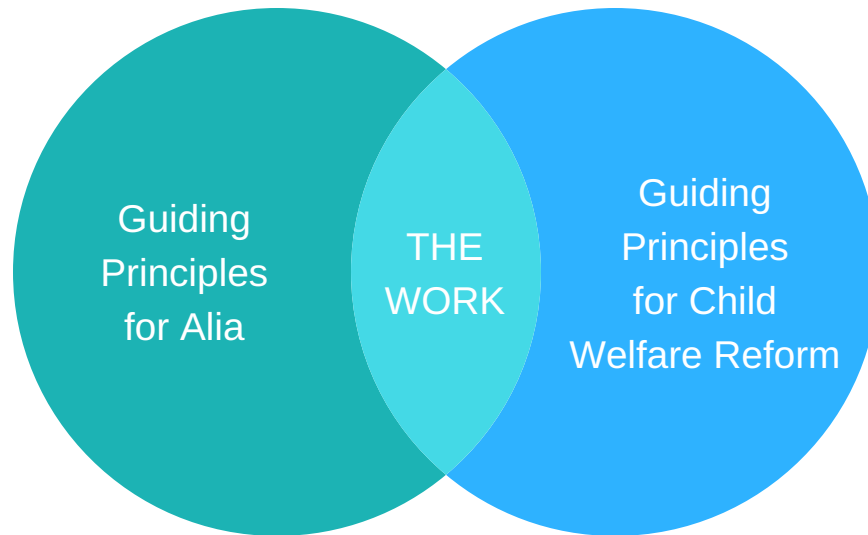 Guiding
Principles
for Alia
THE
WORK
Guiding
Principles
for Child
Welfare Reform